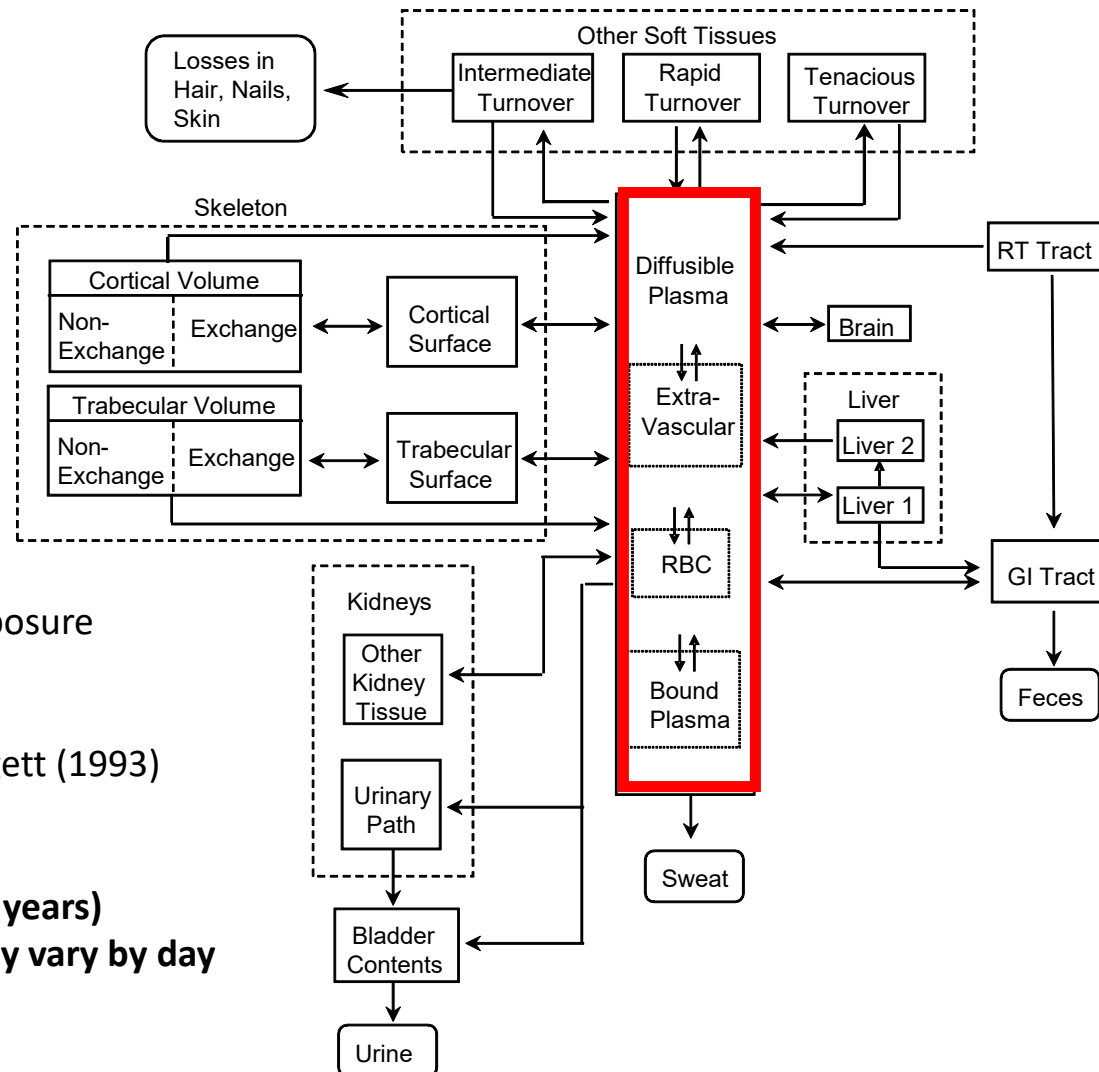 Other Soft Tissues
Losses in
Hair, Nails,
Skin
Intermediate
Turnover
Rapid
Turnover
Tenacious
Turnover
Skeleton
Cortical Volume
Non-
Exchange
Exchange
Cortical
Surface
Trabecular Volume
Non-
Exchange
Exchange
Trabecular
Surface
Diffusible
Plasma
Extra-
Vascular
RBC
Bound
Plasma
RT Tract
Brain
Liver
Liver 2
Liver 1
GI Tract
Feces
Kidneys
Other
Kidney
Tissue
Urinary
Path
Bladder
Contents
Urine
Sweat
posure
gett (1993)
years)
y vary by day